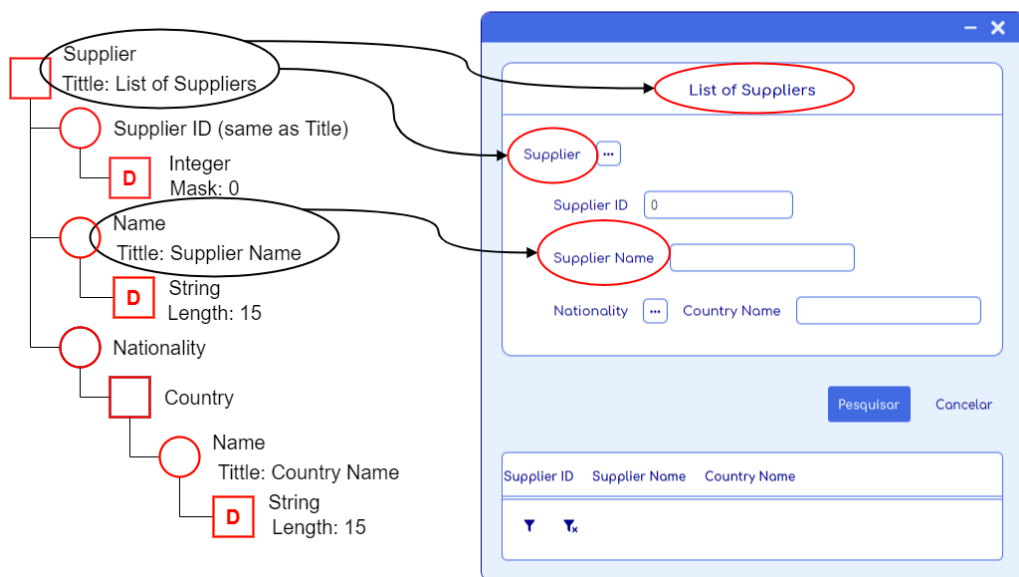 Supplier
Tittle: List of Suppliers
Supplier ID (same as Title)
D
Integer
Mask: 0
Name
Tittle: Supplier Name
D
String
Length: 15
Nationality
Country
Name
Tittle: Country Name
D
String
Length: 15
List of Suppliers
Supplier ...
Supplier ID 0
Supplier Name
Nationality ... Country Name
Pesquisar Cancelar
Supplier ID Supplier Name Country Name